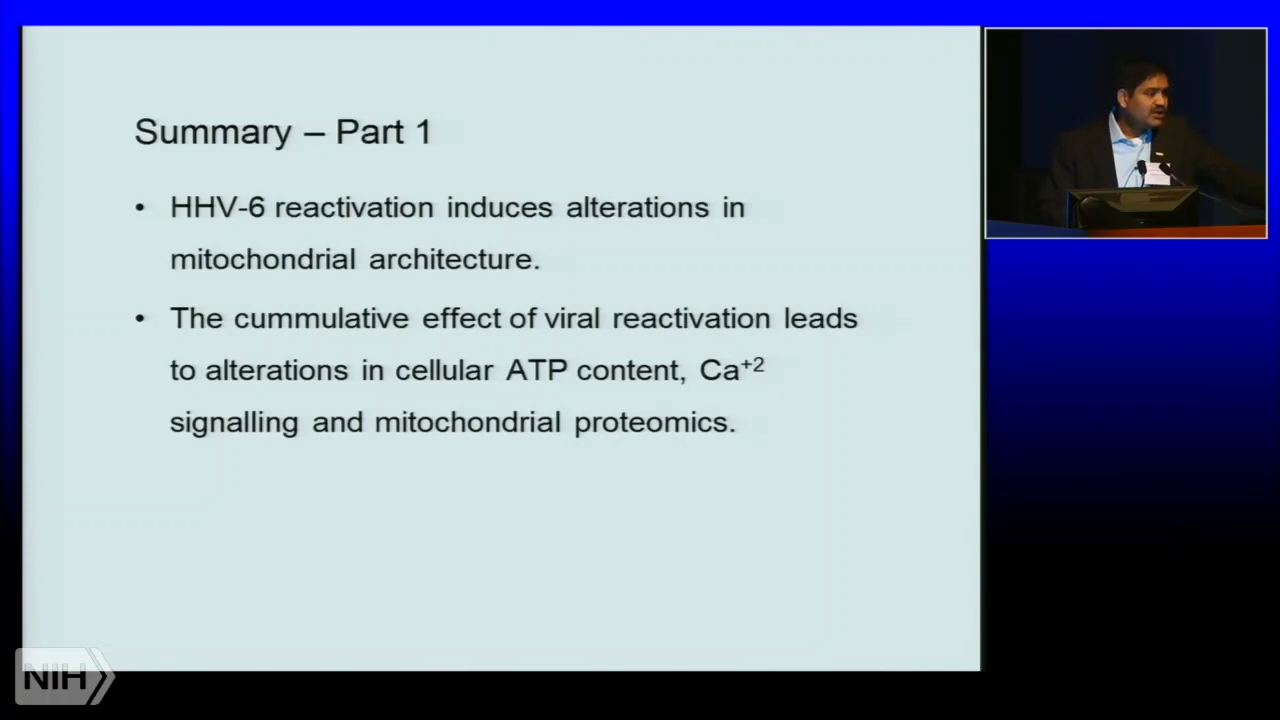 Summary – Part 1
• HHV-6 reactivation induces alterations in
mitochondrial architecture.
• The cummulative effect of viral reactivation leads
to alterations in cellular ATP content, Ca+2
signalling and mitochondrial proteomics.
NIH